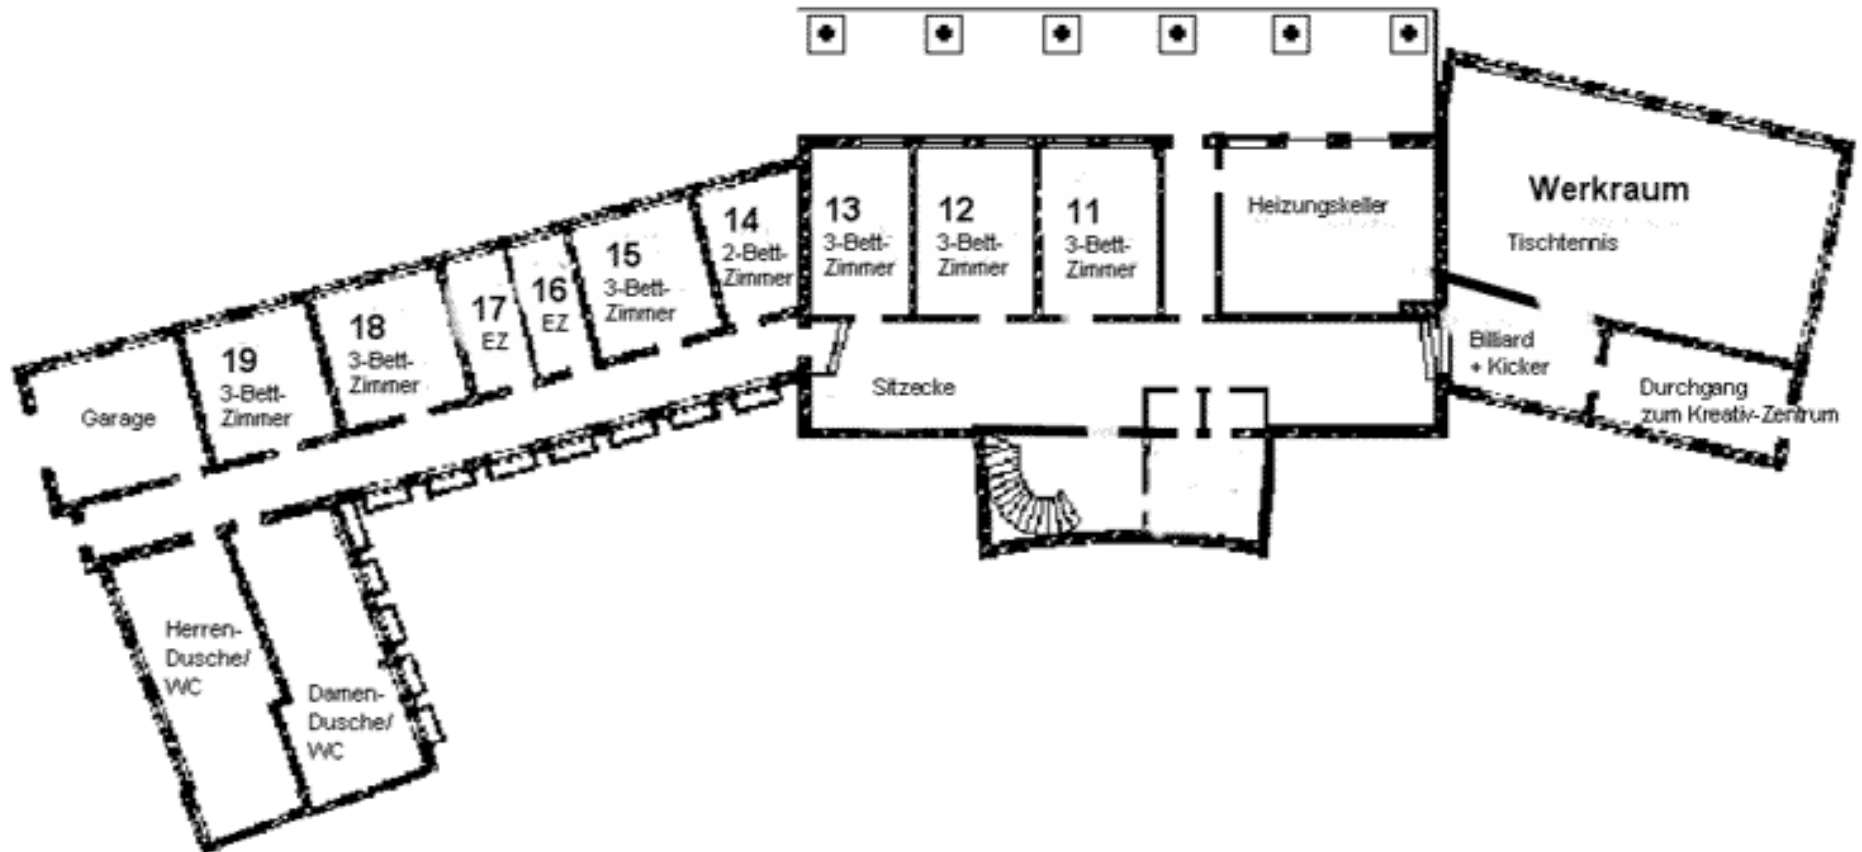 Werkraum
Tischtennis
Heizungskeller
11
3-Bett-
Zimmer
12
3-Bett-
Zimmer
13
3-Bett-
Zimmer
14
2-Bett-
Zimmer
15
3-Bett-
Zimmer
16
EZ
17
EZ
18
3-Bett-
Zimmer
19
3-Bett-
Zimmer
Garage
Sitzecke
Billiard
+ Kicker
Durchgang
zum Kreativ-Zentrum
Herren-
Dusche/
WC
Damen-
Dusche/
WC